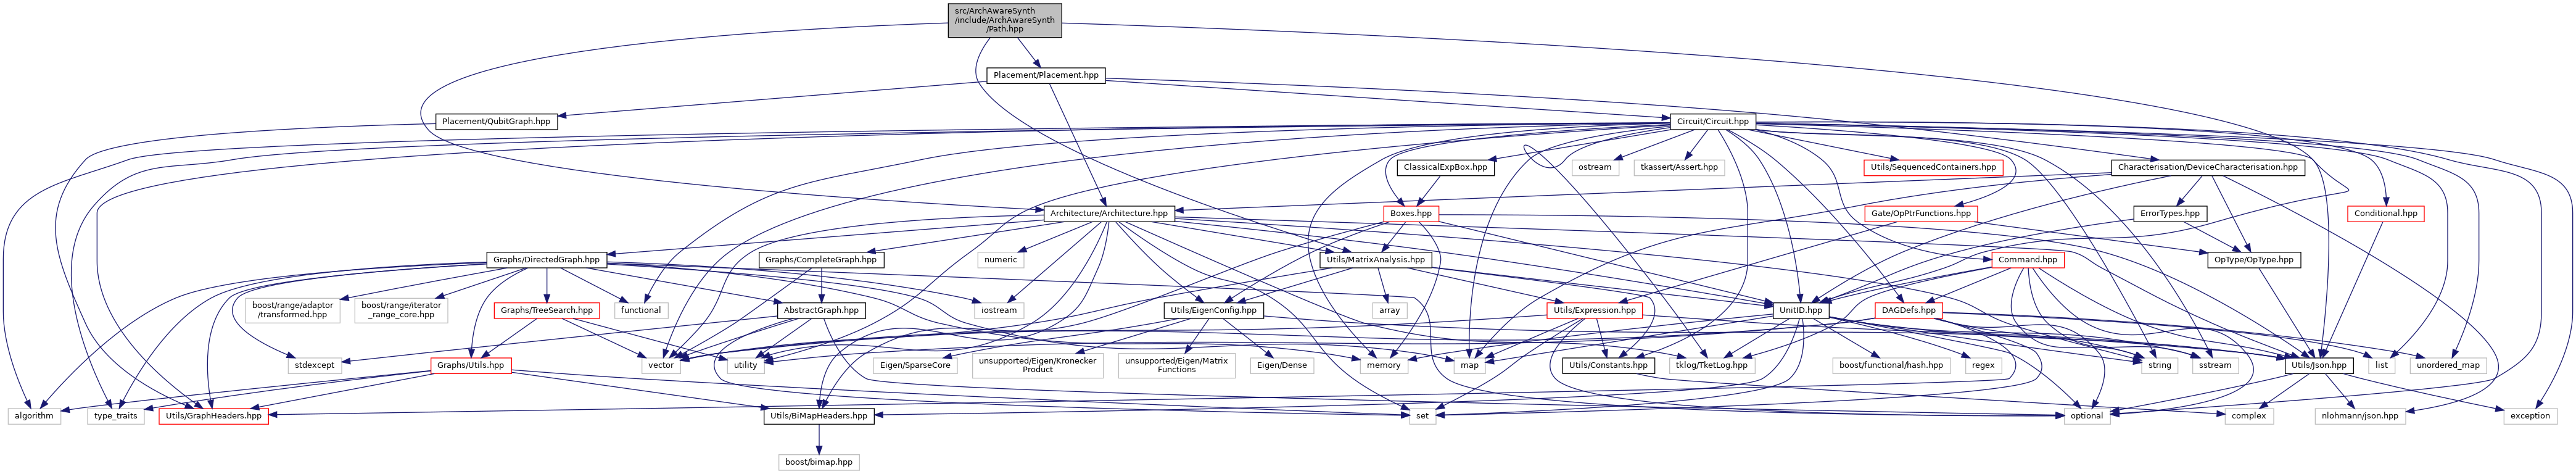 src/ArchAwareSynth
/include/ArchAwareSynth
/Path.hpp
Placement/Placement.hpp
Placement/QubitGraph.hpp
Circuit/Circuit.hpp
ClassicalExpBox.hpp
ostream
tkassert/Assert.hpp
Utils/SequencedContainers.hpp
Characterisation/DeviceCharacterisation.hpp
Architecture/Architecture.hpp
Boxes.hpp
Gate/OpPtrFunctions.hpp
ErrorTypes.hpp
Conditional.hpp
Graphs/DirectedGraph.hpp
Graphs/CompleteGraph.hpp
numeric
Utils/MatrixAnalysis.hpp
Command.hpp
OpType/OpType.hpp
boost/range/adaptor
/transformed.hpp
boost/range/iterator
_range_core.hpp
Graphs/TreeSearch.hpp
functional
AbstractGraph.hpp
iostream
Utils/EigenConfig.hpp
array
Utils/Expression.hpp
UnitID.hpp
DAGDefs.hpp
stdexcept
Graphs/Utils.hpp
vector
utility
Eigen/SparseCore
unsupported/Eigen/Kronecker
Product
unsupported/Eigen/Matrix
Functions
Eigen/Dense
memory
map
Utils/Constants.hpp
tklog/TketLog.hpp
boost/functional/hash.hpp
regex
string
sstream
Utils/Json.hpp
list
unordered_map
algorithm
type_traits
Utils/GraphHeaders.hpp
Utils/BiMapHeaders.hpp
set
optional
complex
nlohmann/json.hpp
exception
boost/bimap.hpp